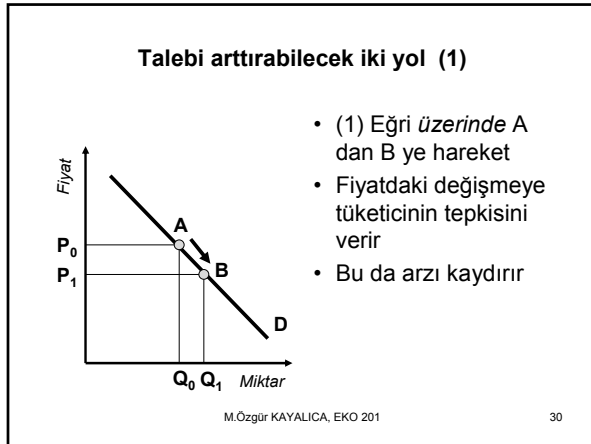 Talebi arttırabilecek iki yol (1)
• (1) Eğri üzerinde A
dan B ye hareket
• Fiyatdaki değişmeye
tüketicinin tepkisini
verir
• Bu da arzı kaydırır
Fiyat
A
P₀
P₁
B
D
Q₀ Q₁ Miktar
M.Özgür KAYALICA, EKO 201
30